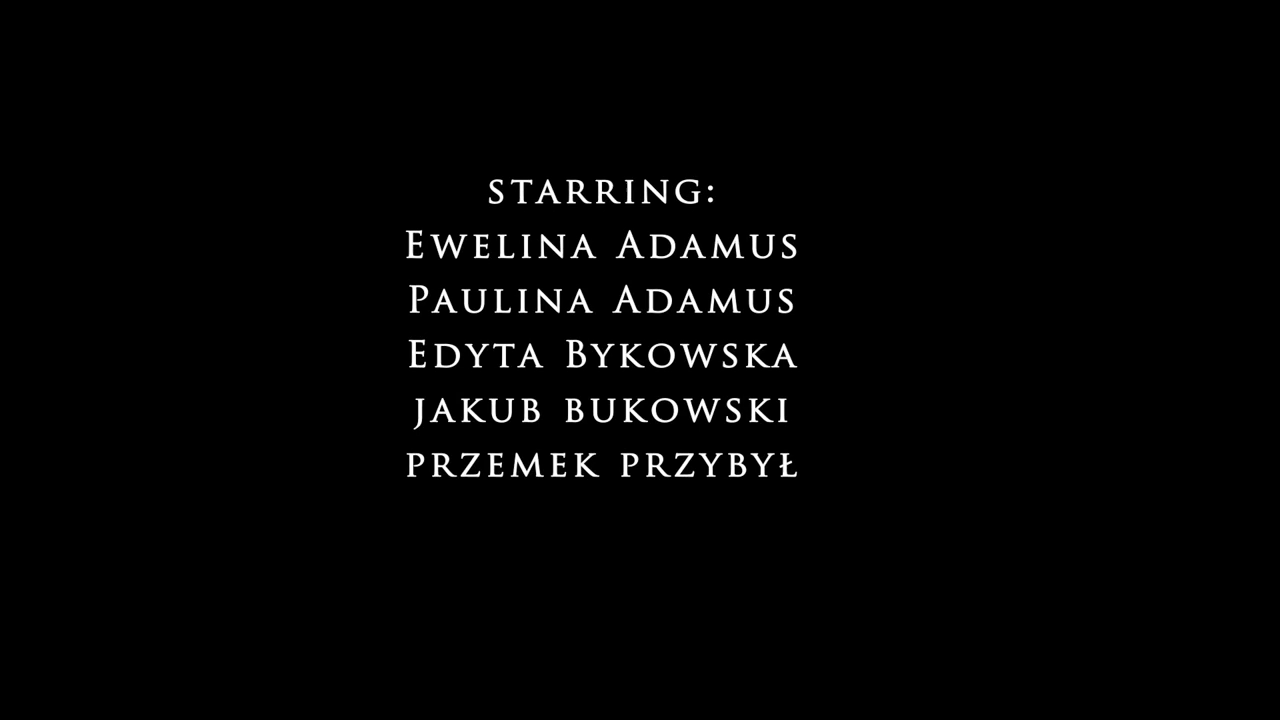 STARRING:
EWELINA ADAMUS
PAULINA ADAMUS
EDYTA BYKOWSKA
JAKUB BUKOWSKI
PRZEMEK PRZYBYŁ